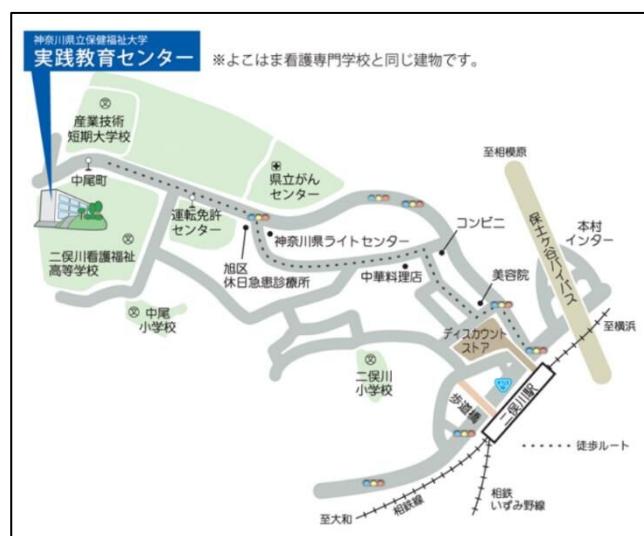 神奈川県立保健福祉大学
実践教育センター
※よこはま看護専門学校と同じ建物です。
産業技術
短期大学校
中尾町
県立がん
センター
運転免許
センター
二俣川看護福祉
高等学校
旭区
休日急患診療所
神奈川県ライトセンター
中華料理店
コンビニ
美容院
至相模原
保土ヶ谷バイパス
本村
インター
至横浜
中尾
小学校
二俣川
小学校
ディスカウント
ストア
歩道橋
二俣川駅
徒歩ルート
相鉄線
相鉄
いずみ野線
至大和
文
文
文
文